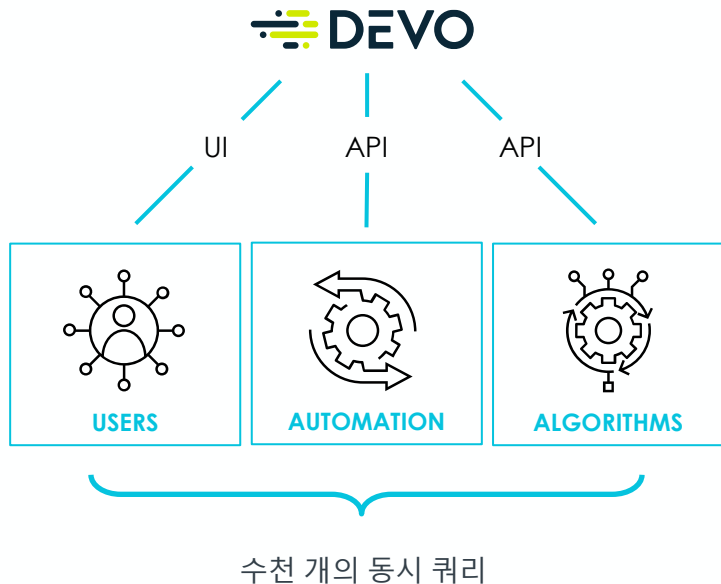 DEVO
UI API API
USERS AUTOMATION ALGORITHMS
수천 개의 동시 쿼리